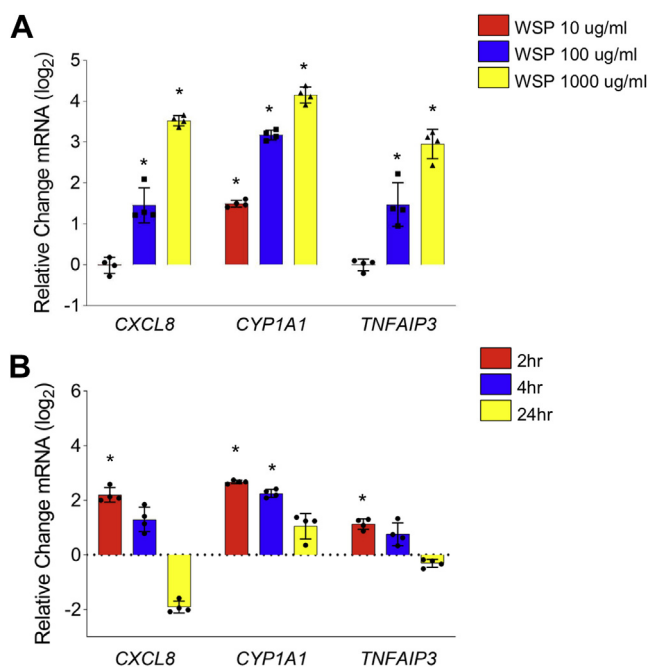 A
WSP 10 ug/ml
WSP 100 ug/ml
WSP 1000 ug/ml
Relative Change mRNA (log2)
5
4
3
2
1
0
-1
* * * * * * *
CXCL8 CYP1A1 TNFAIP3
B
2hr
4hr
24hr
Relative Change mRNA (log2)
6
4
2
0
-2
* * * *
CXCL8 CYP1A1 TNFAIP3